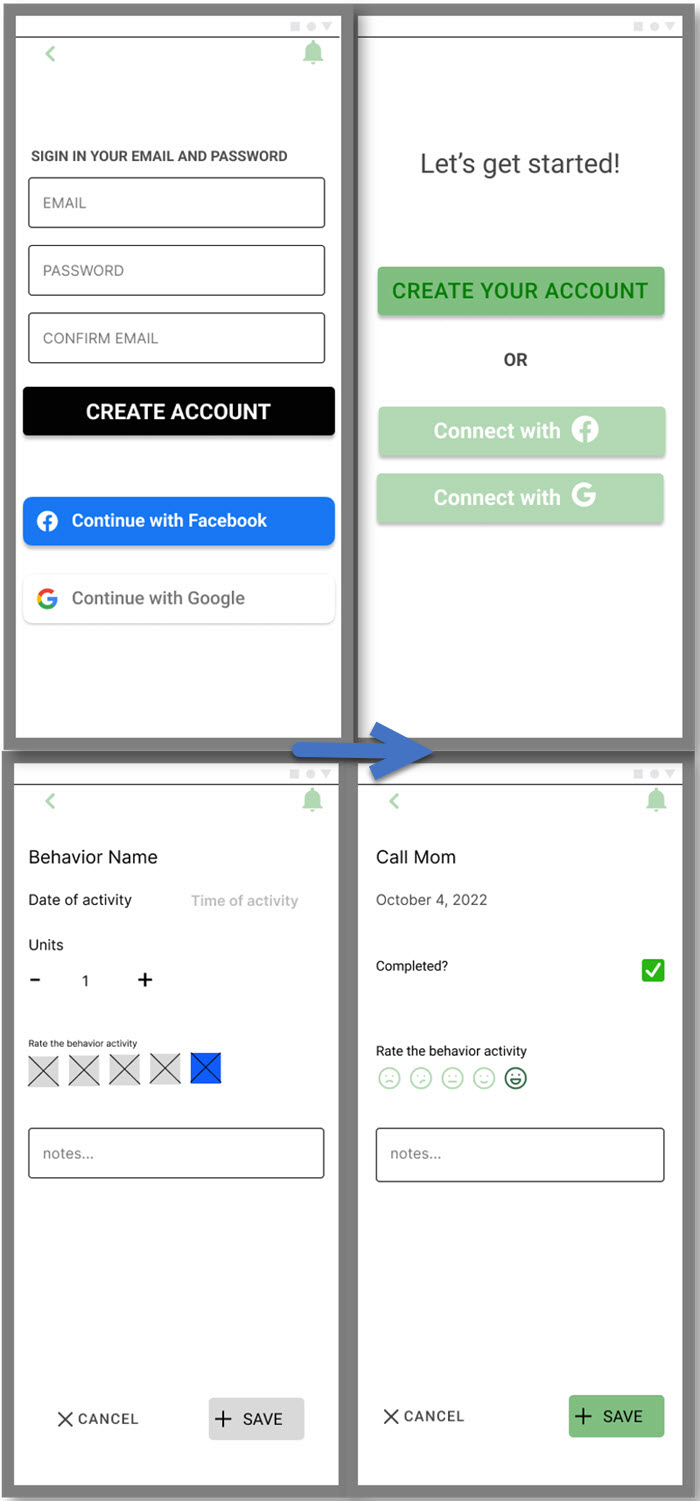 SIGIN IN YOUR EMAIL AND PASSWORD
EMAIL
PASSWORD
CONFIRM EMAIL
CREATE ACCOUNT
Continue with Facebook
Continue with Google
Let’s get started!
CREATE YOUR ACCOUNT
OR
Connect with
Connect with
Behavior Name
Date of activity Time of activity
Units
- 1 +
Rate the behavior activity
notes...
CANCEL + SAVE
Call Mom
October 4, 2022
Completed?
Rate the behavior activity
notes...
CANCEL + SAVE